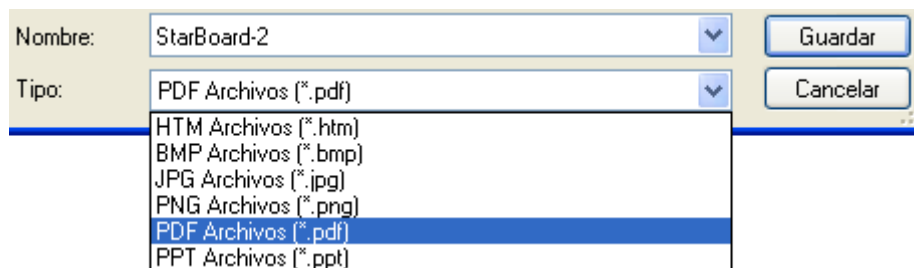 Nombre: StarBoard-2 Guardar
Tipo: PDF Archivos (*.pdf) Cancelar
HTM Archivos (*.htm)
BMP Archivos (*.bmp)
JPG Archivos (*.jpg)
PNG Archivos (*.png)
PDF Archivos (*.pdf)
PPT Archivos (*.ppt)